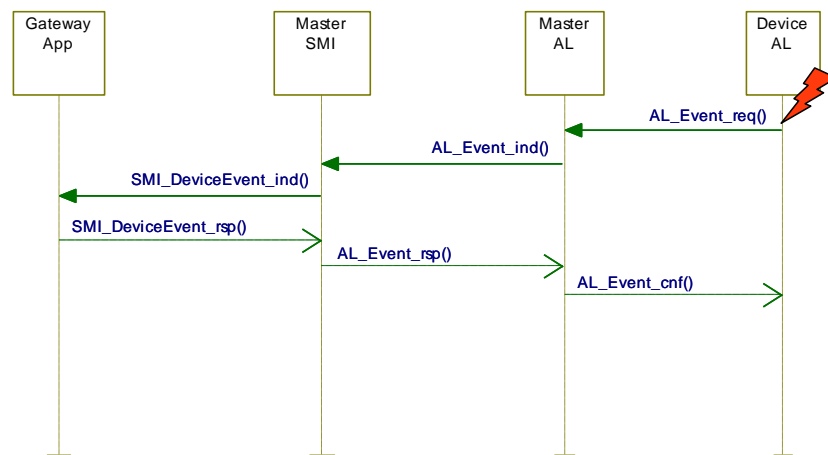 Gateway
App
Master
SMI
Master
AL
Device
AL
AL_Event_req()
AL_Event_ind()
SMI_DeviceEvent_ind()
SMI_DeviceEvent_rsp()
AL_Event_rsp()
AL_Event_cnf()